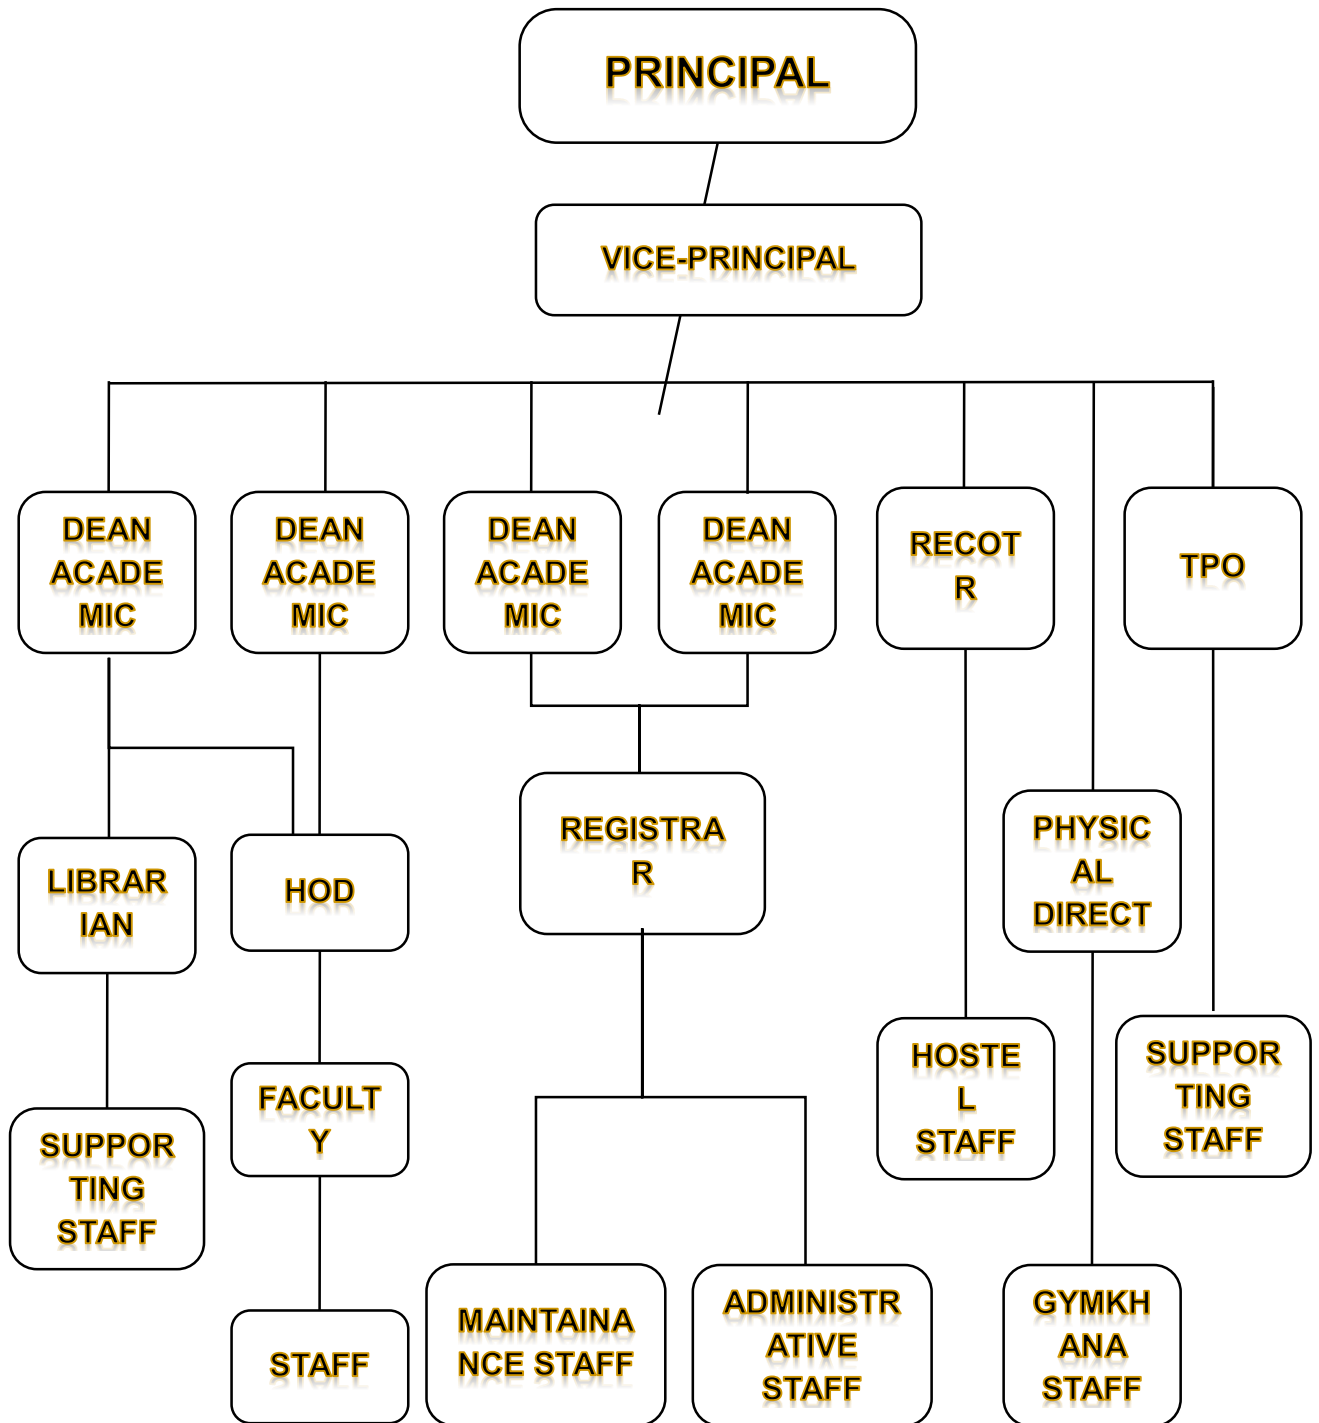 PRINCIPAL
VICE-PRINCIPAL
DEAN
ACADE
MIC
DEAN
ACADE
MIC
DEAN
ACADE
MIC
DEAN
ACADE
MIC
RECOT
R
TPO
LIBRAR
IAN
HOD
REGISTRA
R
PHYSIC
AL
DIRECT
SUPPOR
TING
STAFF
FACULT
Y
HOSTE
L
STAFF
SUPPOR
TING
STAFF
STAFF
MAINTAINA
NCE STAFF
ADMINISTR
ATIVE
STAFF
GYMKH
ANA
STAFF